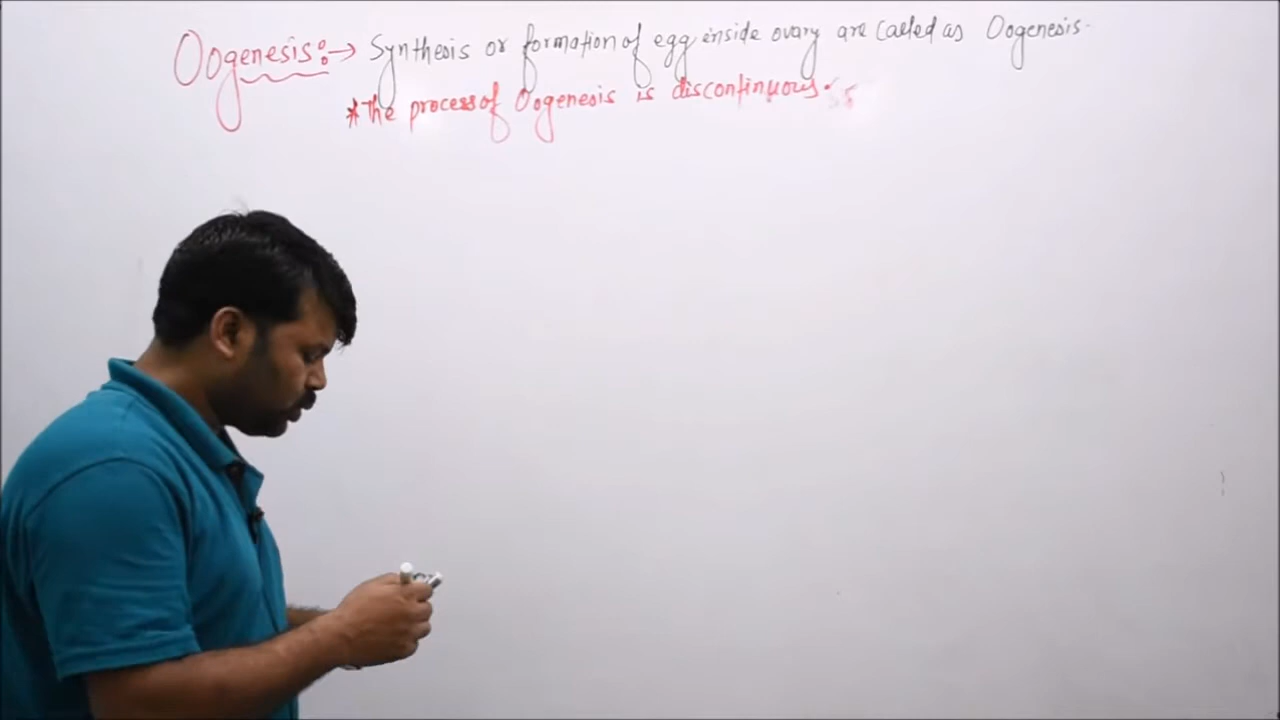 Oogenesis:→ Synthesis or formation of egg inside ovary are called as Oogenesis.
*The process of Oogenesis is discontinuous.